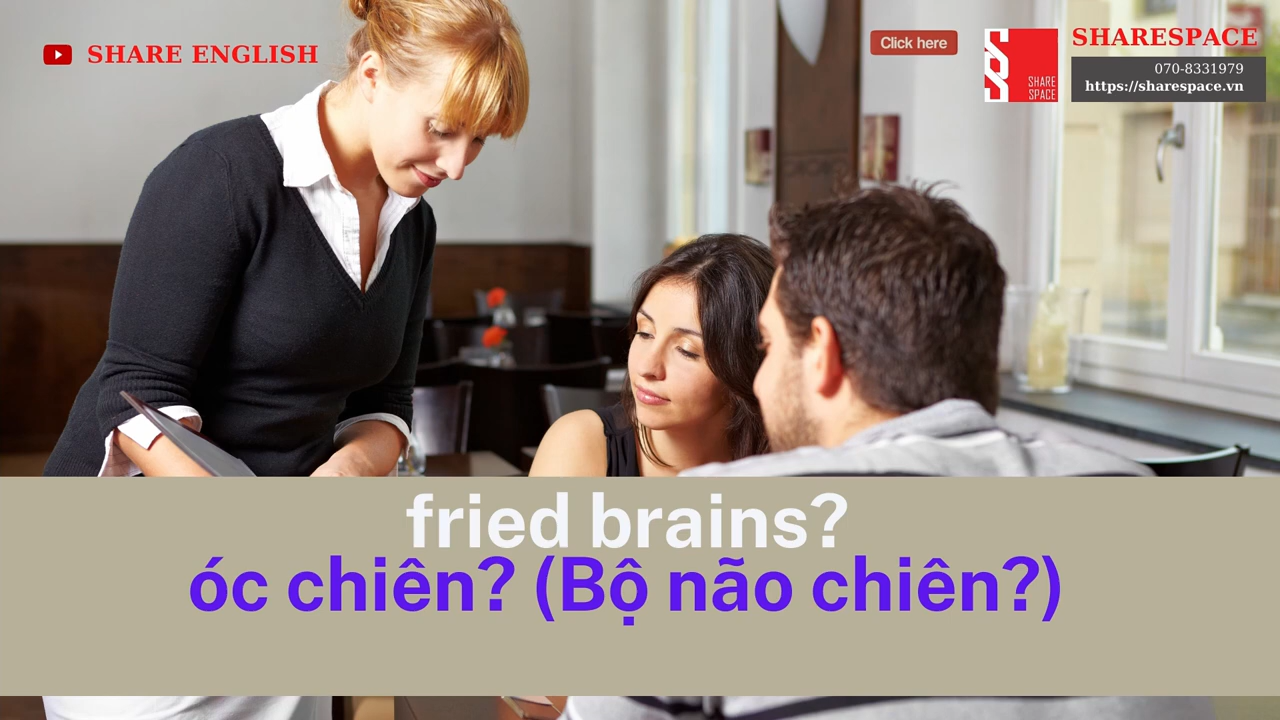 SHARE ENGLISH
Click here
SHARE
SPACE
SHARESPACE
070-8331979
https://sharespace.vn
fried brains?
óc chiên? (Bộ não chiên?)